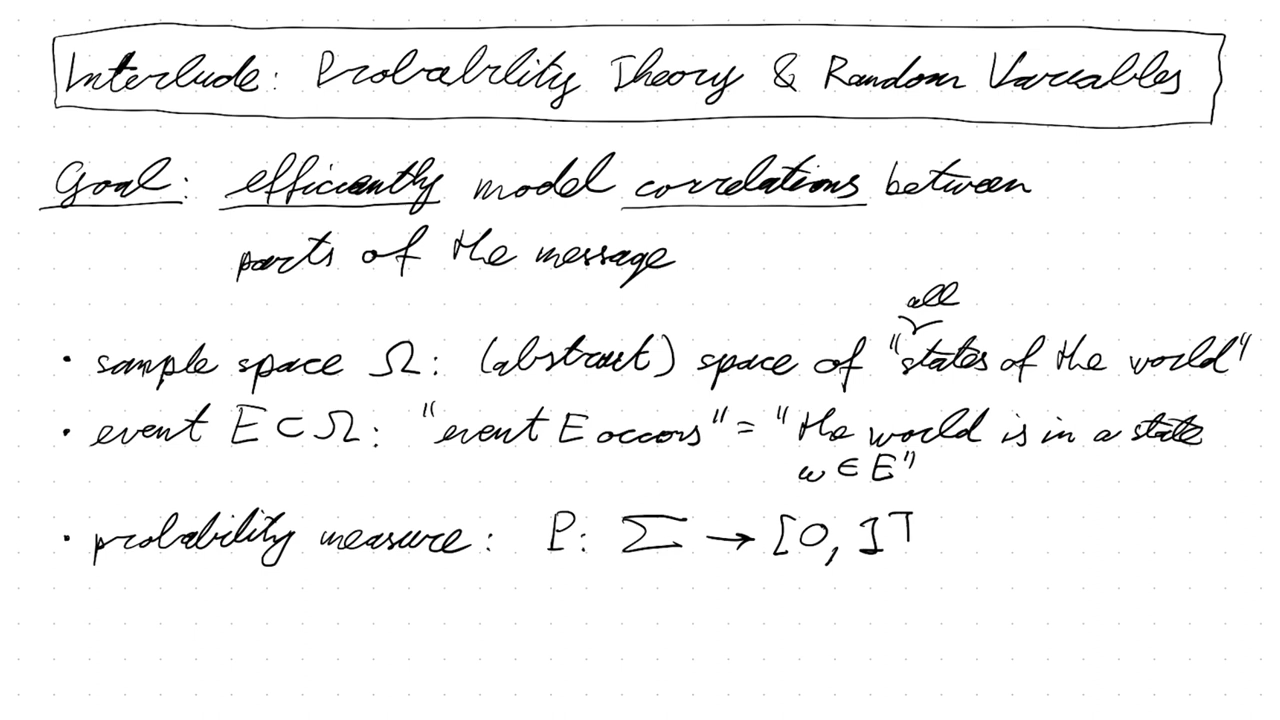 Interlude: Probability Theory & Random Variables
Goal: efficiently model correlations between
parts of the message
all
• sample space Ω: (abstract) space of "states of the world"
• event E ⊂ Ω: "event E occurs" = "the world is in a state
ω ∈ E"
• probability measure: P: Σ → [0, 1]